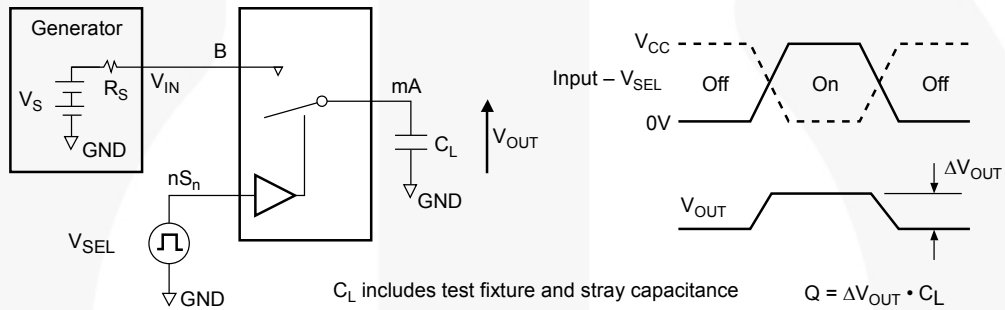 Generator
R_S
V_S
GND
V_IN
B
mA
C_L
GND
V_OUT
nS_n
V_SEL
GND
C_L includes test fixture and stray capacitance
V_CC
Input – V_SEL
0V
Off
On
Off
V_OUT
ΔV_OUT
Q = ΔV_OUT • C_L